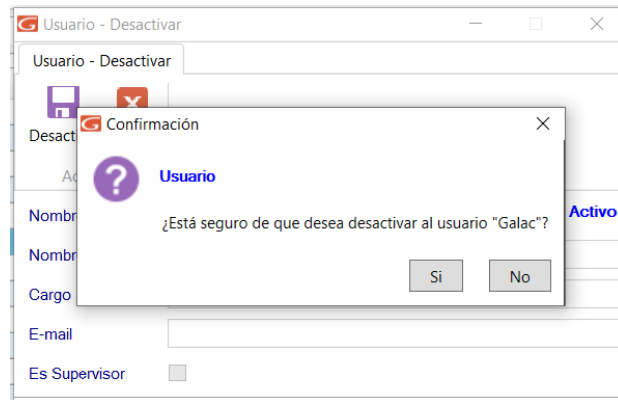 Usuario - Desactivar
Usuario - Desactivar
Desact
Confirmación
Usuario
¿Está seguro de que desea desactivar al usuario "Galac"?
Si No
Ac
Nombr Activo
Nombr
Cargo
E-mail
Es Supervisor